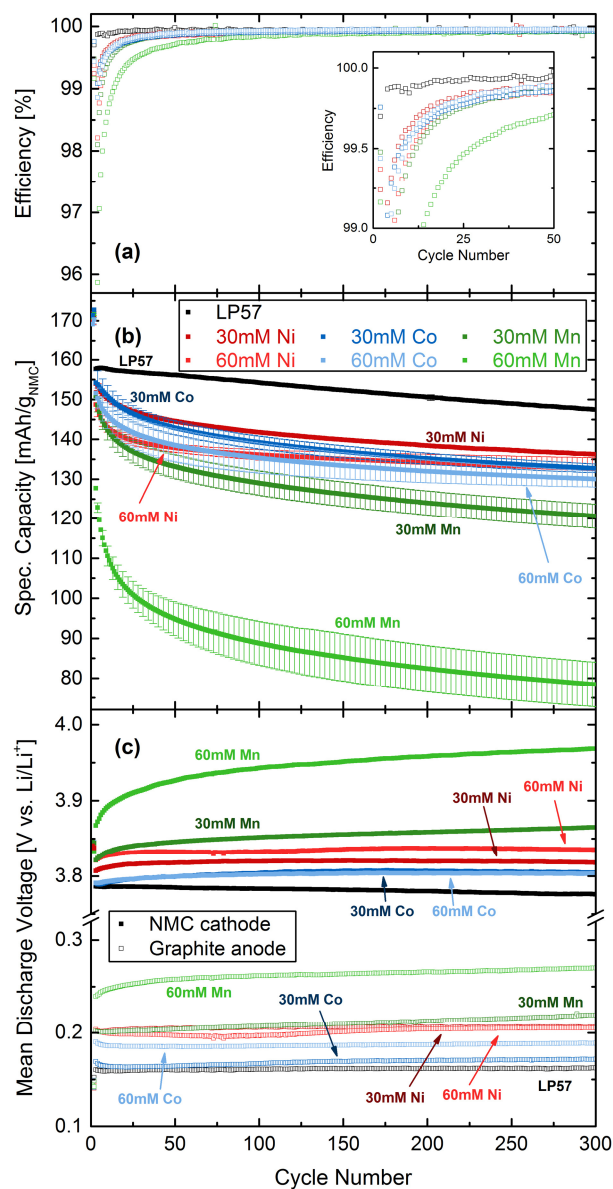 100
99
98
97
96
Efficiency [%]
(a)
100.0
99.5
99.0
Efficiency
0
25
50
Cycle Number
170
160
150
140
130
120
110
100
90
80
Spec. Capacity [mAh/gNMC]
(b)
LP57
30mM Ni
30mM Co
30mM Mn
60mM Ni
60mM Co
60mM Mn
LP57
30mM Co
30mM Ni
60mM Ni
30mM Mn
60mM Co
60mM Mn
4.0
3.9
3.8
0.3
0.2
0.1
Mean Discharge Voltage [V vs. Li/Li+]
(c)
60mM Mn
30mM Mn
30mM Ni
60mM Ni
30mM Co
60mM Co
NMC cathode
Graphite anode
60mM Mn
30mM Co
30mM Mn
60mM Co
30mM Ni
60mM Ni
LP57
0
50
100
150
200
250
300
Cycle Number